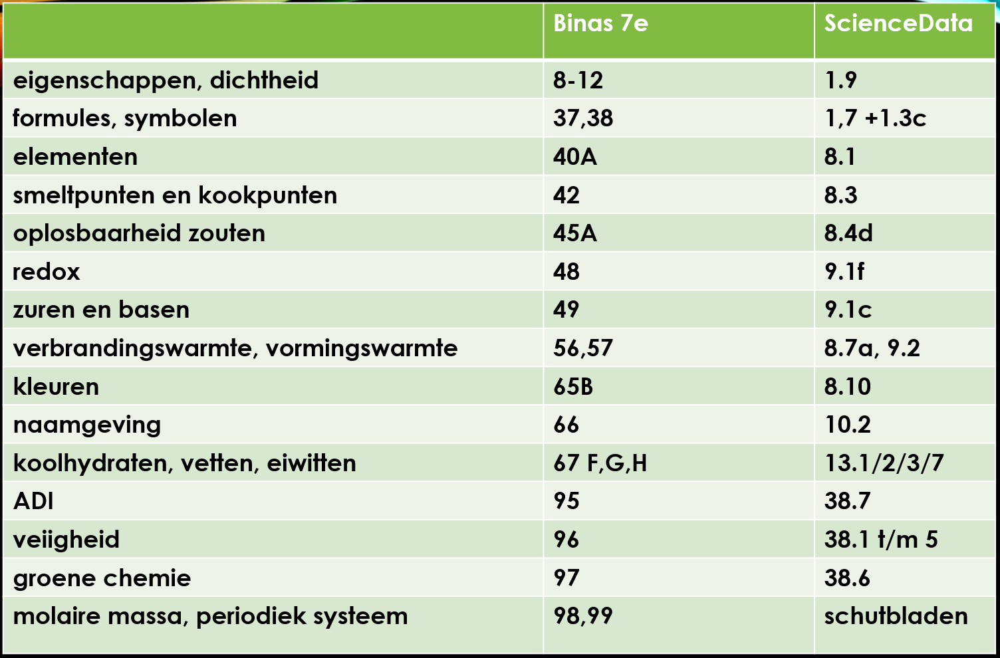 Binas 7e ScienceData
eigenschappen, dichtheid 8-12 1.9
formules, symbolen 37,38 1,7 +1.3c
elementen 40A 8.1
smeltpunten en kookpunten 42 8.3
oplosbaarheid zouten 45A 8.4d
redox 48 9.1f
zuren en basen 49 9.1c
verbrandingswarmte, vormingswarmte 56,57 8.7a, 9.2
kleuren 65B 8.10
naamgeving 66 10.2
koolhydraten, vetten, eiwitten 67 F,G,H 13.1/2/3/7
ADI 95 38.7
veiigheid 96 38.1 t/m 5
groene chemie 97 38.6
molaire massa, periodiek systeem 98,99 schutbladen